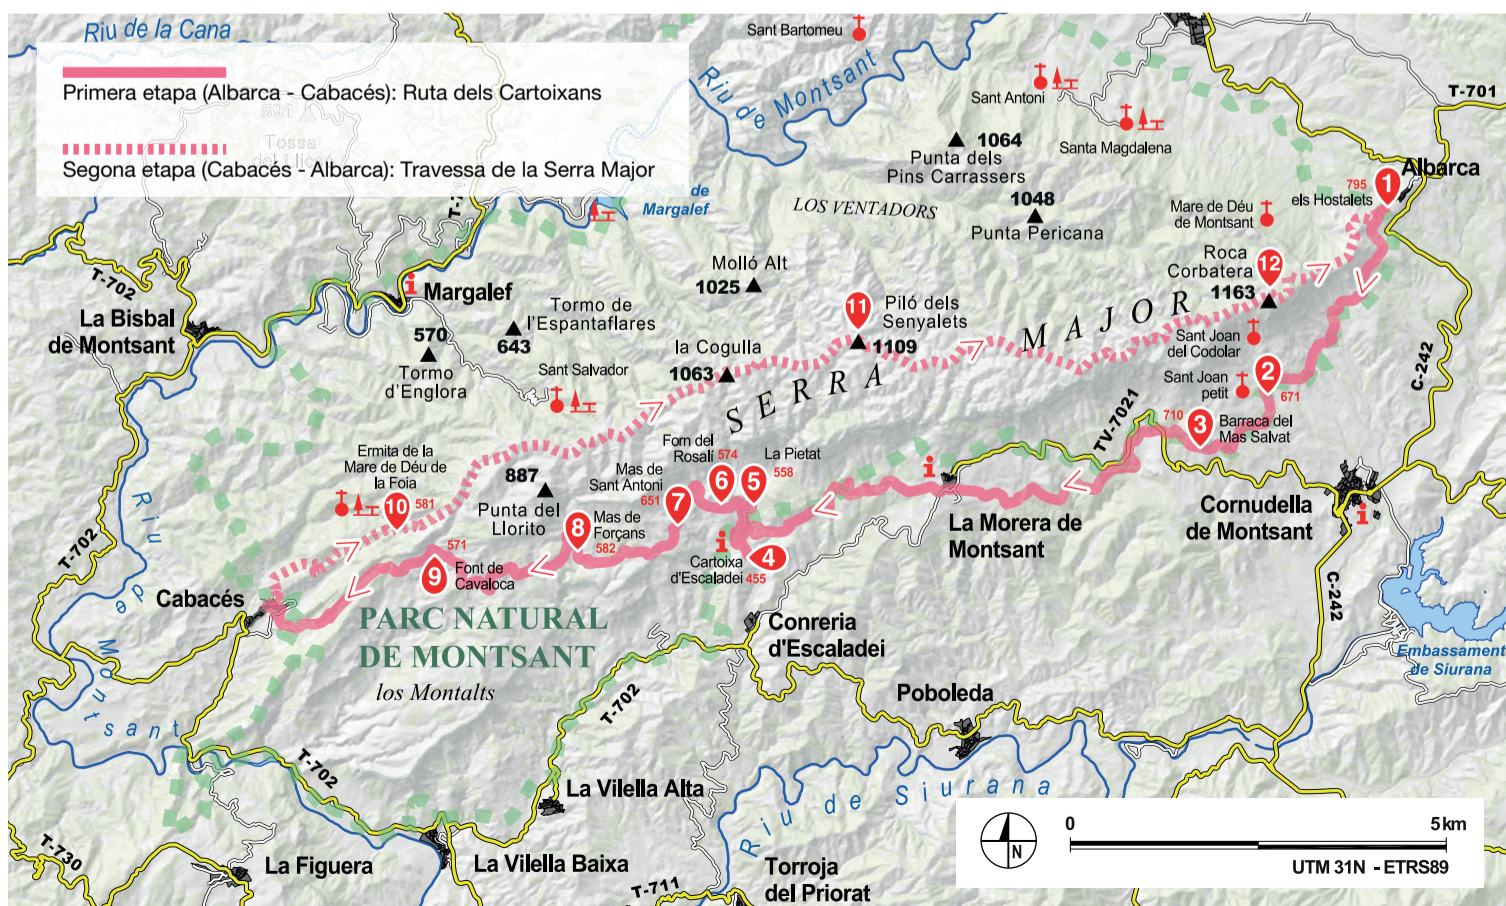 Riu de la Cana
Primera etapa (Albarca - Cabacés): Ruta dels Cartoixans
Segona etapa (Cabacés - Albarca): Travessa de la Serra Major
Sant Bartomeu
Riu de Montsant
Sant Antoni
Santa Magdalena
T-701
1064
Punta dels
Pins Carrassers
1048
Punta Pericana
LOS VENTADORS
Margalef
Albarca
795
1
els Hostalets
Mare de Déu
de Montsant
Roca
Corbatera
12
1163
Molló Alt
1025
11
Piló dels
Senyalets
1109
SERRA MAJOR
T-702
La Bisbal
de Montsant
i
Margalef
570
Tormo
d'Englora
Tormo de
l'Espantaflares
643
Sant Salvador
la Cogulla
1063
Sant Joan
del Codolar
Sant Joan
petit
2
671
C-242
710
3
Barraca del
Mas Salvat
TV-7021
Ermita de la
Mare de Déu de
la Foia
10
581
887
Punta del
Llorito
Mas de
Sant Antoni
651
7
Forn del
Rosalí
574
6
La Pietat
558
5
i
La Morera de
Montsant
Cornudella
de Montsant
i
8
Mas de
Forçans
582
i
Cartoixa
d'Escaladei
455
4
571
9
Font de
Cavaloca
T-702
Riu de Montsant
Cabacés
PARC NATURAL
DE MONTSANT
los Montalts
Conreria
d'Escaladei
C-242
Embassament
de Siurana
T-702
Poboleda
T-702
La Vilella Alta
Riu de Siurana
T-730
La Figuera
La Vilella Baixa
T-711
Torroja
del Priorat
N
0
5 km
UTM 31N - ETRS89